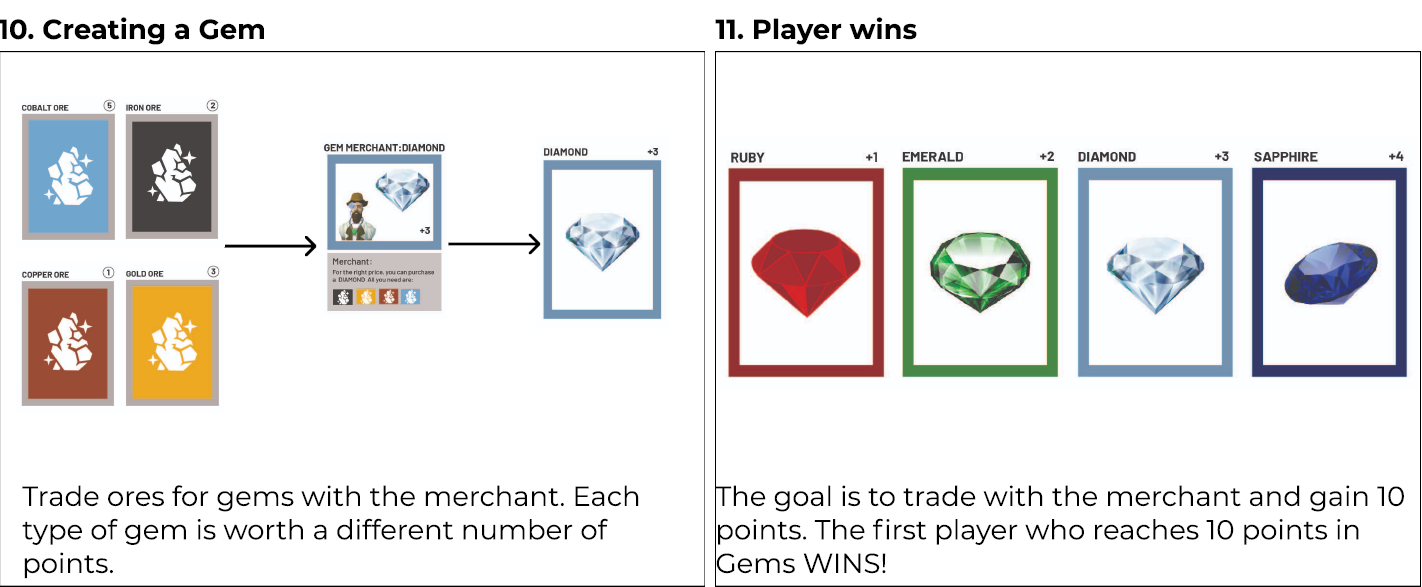 10. Creating a Gem
COBALT ORE 5
IRON ORE 2
COPPER ORE 1
GOLD ORE 3
GEM MERCHANT:DIAMOND
+3
Merchant:
For the right price, you can purchase
a DIAMOND All you need are:
DIAMOND +3
Trade ores for gems with the merchant. Each
type of gem is worth a different number of
points.
11. Player wins
RUBY +1
EMERALD +2
DIAMOND +3
SAPPHIRE +4
The goal is to trade with the merchant and gain 10
points. The first player who reaches 10 points in
Gems WINS!